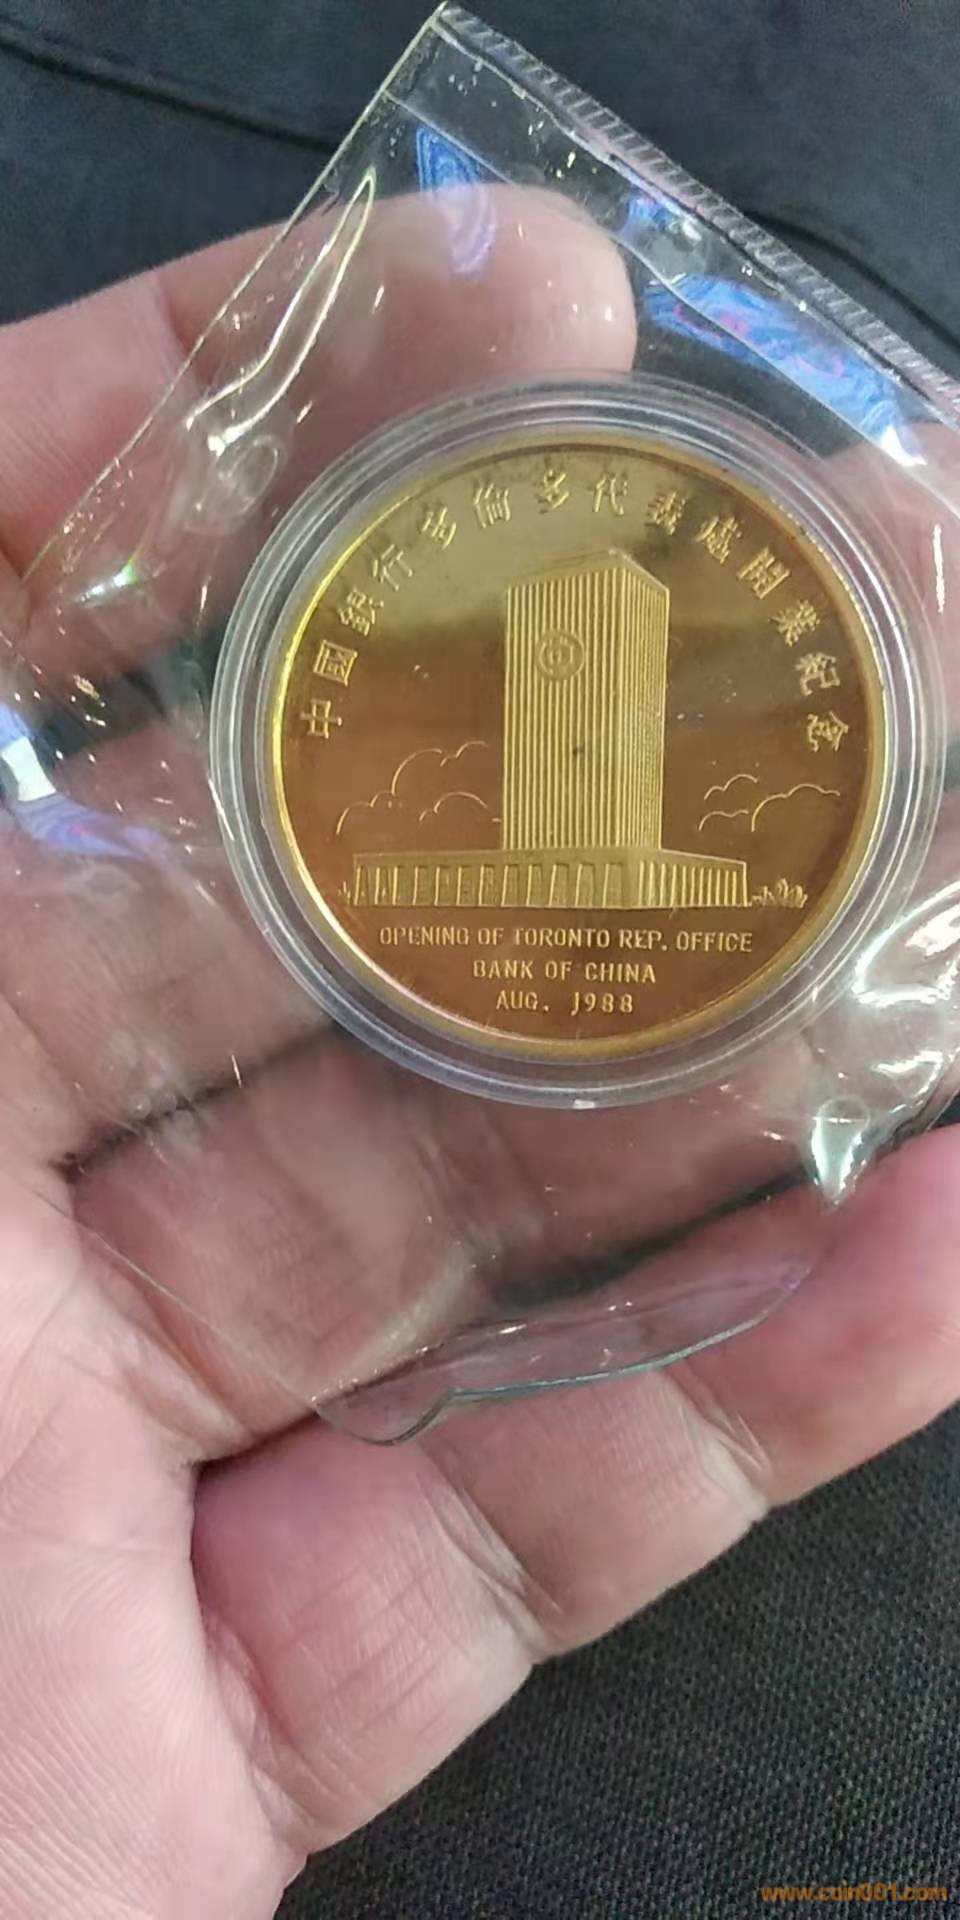 中國銀行多倫多代表處開業紀念
OPENING OF TORONTO REP. OFFICE
BANK OF CHINA
AUG. 1988
www.coin001.com